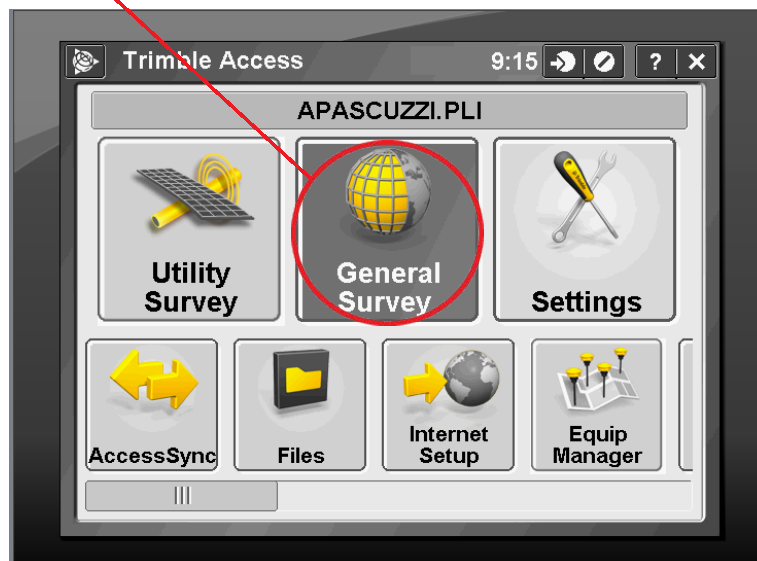 Trimble Access 9:15 ? X
APASCUZZI.PLI
Utility
Survey
General
Survey
Settings
AccessSync
Files
Internet
Setup
Equip
Manager